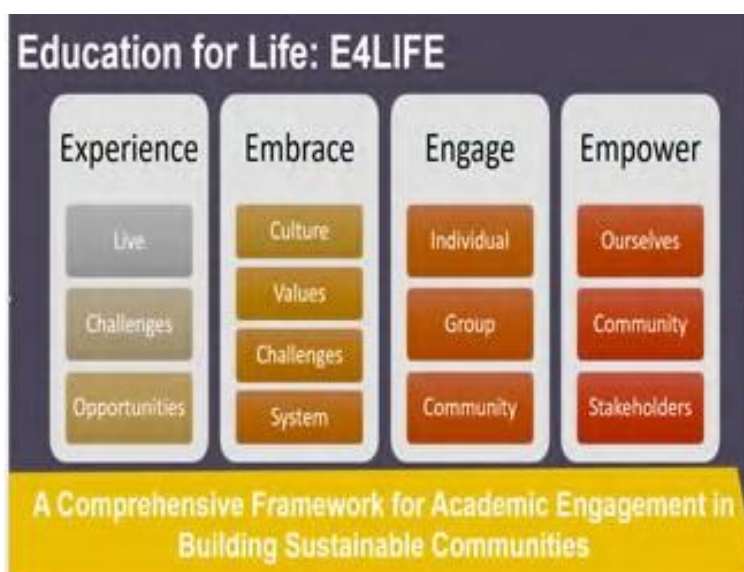 Education for Life: E4LIFE
Experience
Live
Challenges
Opportunities
Embrace
Culture
Values
Challenges
System
Engage
Individual
Group
Community
Empower
Ourselves
Community
Stakeholders
A Comprehensive Framework for Academic Engagement in
Building Sustainable Communities